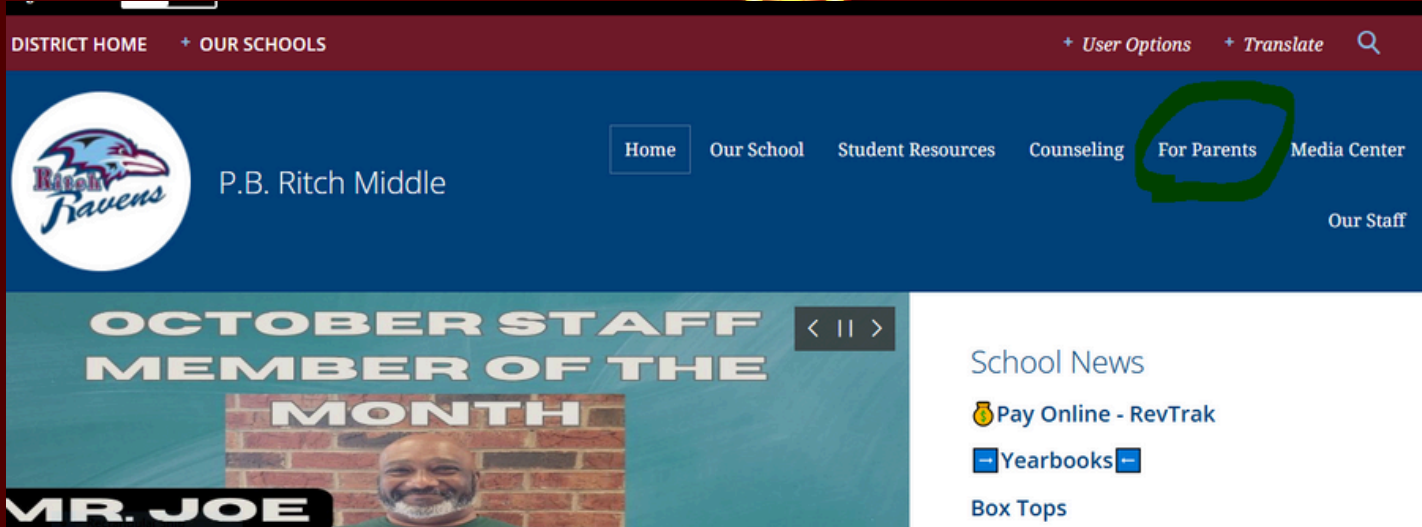 DISTRICT HOME + OUR SCHOOLS + User Options + Translate
Ritch
Ravens
P.B. Ritch Middle
Home Our School Student Resources Counseling For Parents Media Center
Our Staff
OCTOBER STAFF
MEMBER OF THE
MONTH
MR. JOE
School News
Pay Online - RevTrak
Yearbooks
Box Tops